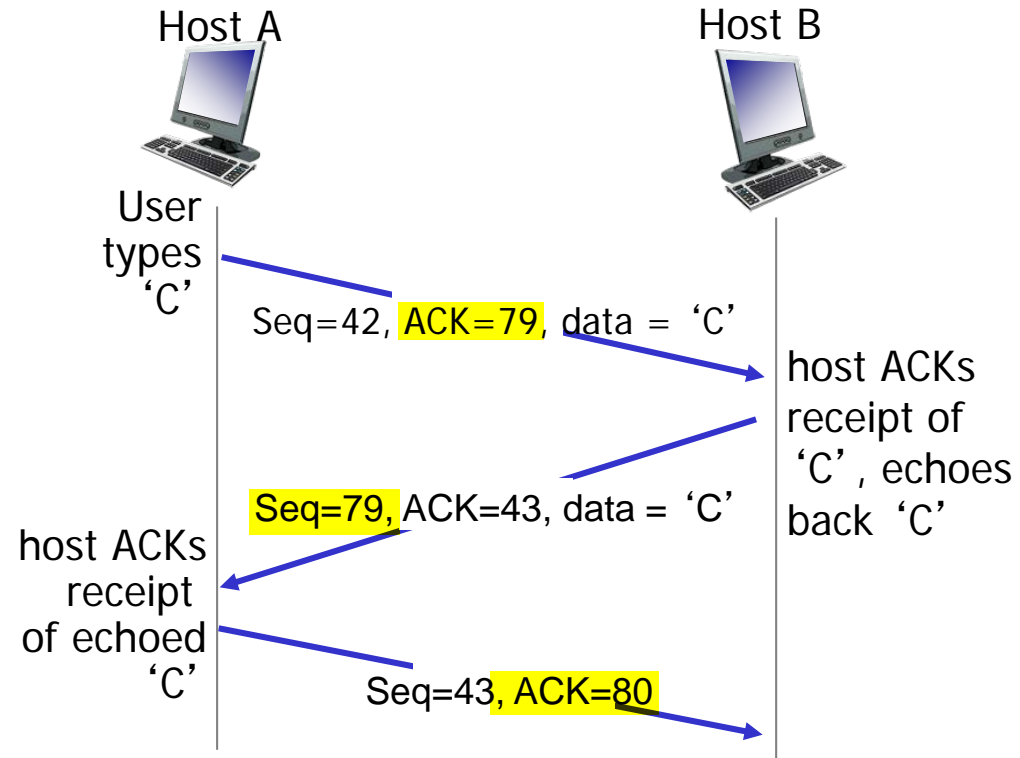 Host A
Host B
User
types
‘C’
Seq=42, ACK=79, data = ‘C’
host ACKs
receipt of
‘C’, echoes
back ‘C’
Seq=79, ACK=43, data = ‘C’
host ACKs
receipt
of echoed
‘C’
Seq=43, ACK=80